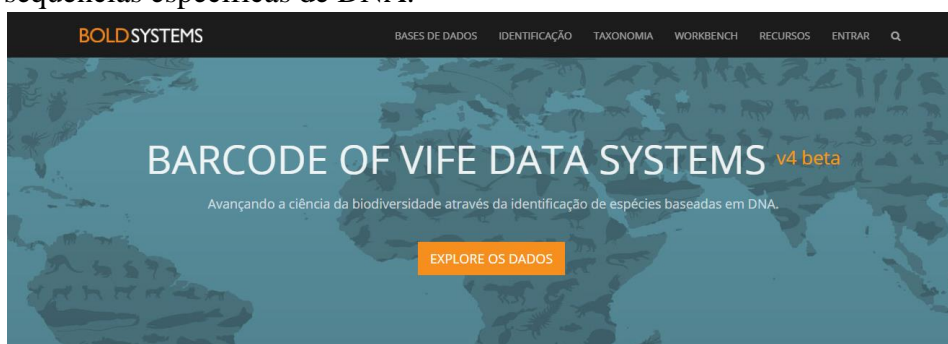 sequências específicas de DNA.
BOLDSYSTEMS BASES DE DADOS IDENTIFICAÇÃO TAXONOMIA WORKBENCH RECURSOS ENTRAR
BARCODE OF VIFE DATA SYSTEMS v4 beta
Avançando a ciência da biodiversidade através da identificação de espécies baseadas em DNA.
EXPLORE OS DADOS